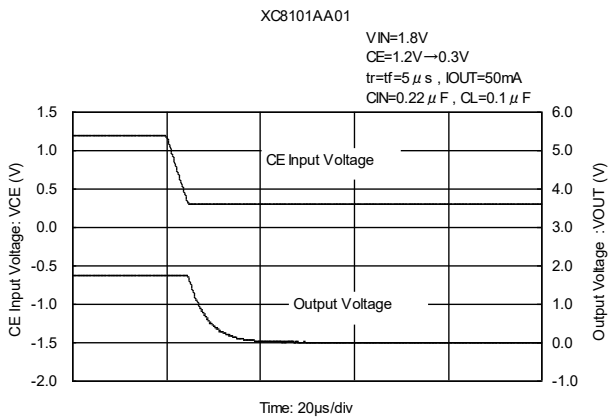 XC8101AA01
VIN=1.8V
CE=1.2V→0.3V
tr=tf=5μs , IOUT=50mA
CIN=0.22μF , CL=0.1μF
CE Input Voltage: VCE (V)
1.5
1.0
0.5
0.0
-0.5
-1.0
-1.5
-2.0
CE Input Voltage
Output Voltage
6.0
5.0
4.0
3.0
2.0
1.0
0.0
-1.0
Output Voltage :VOUT (V)
Time: 20μs/div